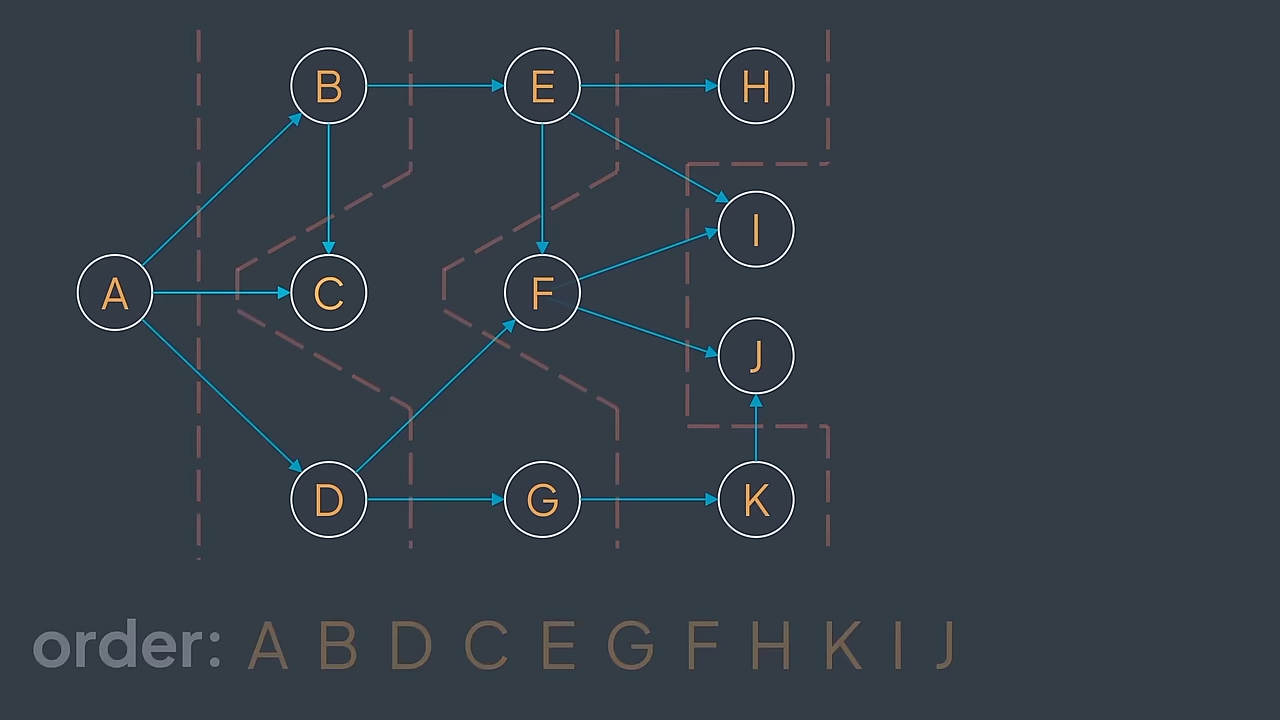 B E H
I
A C F
J
D G K
order: A B D C E G F H K I J